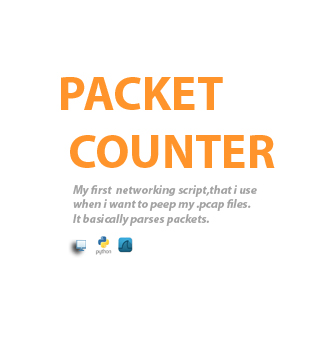 PACKET
COUNTER
My first networking script,that i use
when i want to peep my .pcap files.
It basically parses packets.
python